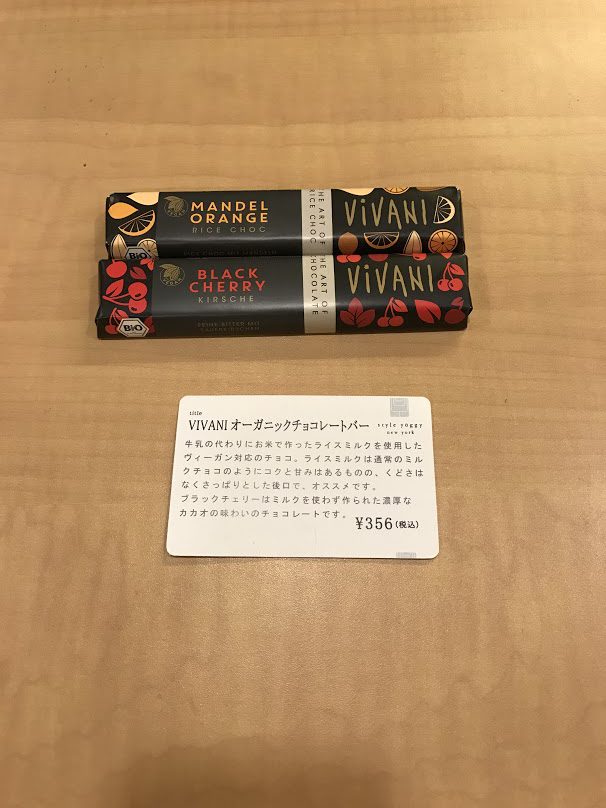 MANDEL
ORANGE
RICE CHOC
THE ART OF
RICE CHOC
ViVANI
BiO
BLACK
CHERRY
KIRSCHE
THE ART OF
CHOCOLATE
ViVANI
BiO
title
VIVANI オーガニックチョコレートバー
style yoggy
new york
牛乳の代わりにお米で作ったライスミルクを使用した
ヴィーガン対応のチョコ。ライスミルクは通常のミル
クチョコのようにコクと甘みはあるものの、くどさは
なくさっぱりとした後口で、オススメです。
ブラックチェリーはミルクを使わず作られた濃厚な
カカオの味わいのチョコレートです。
¥356(税込)